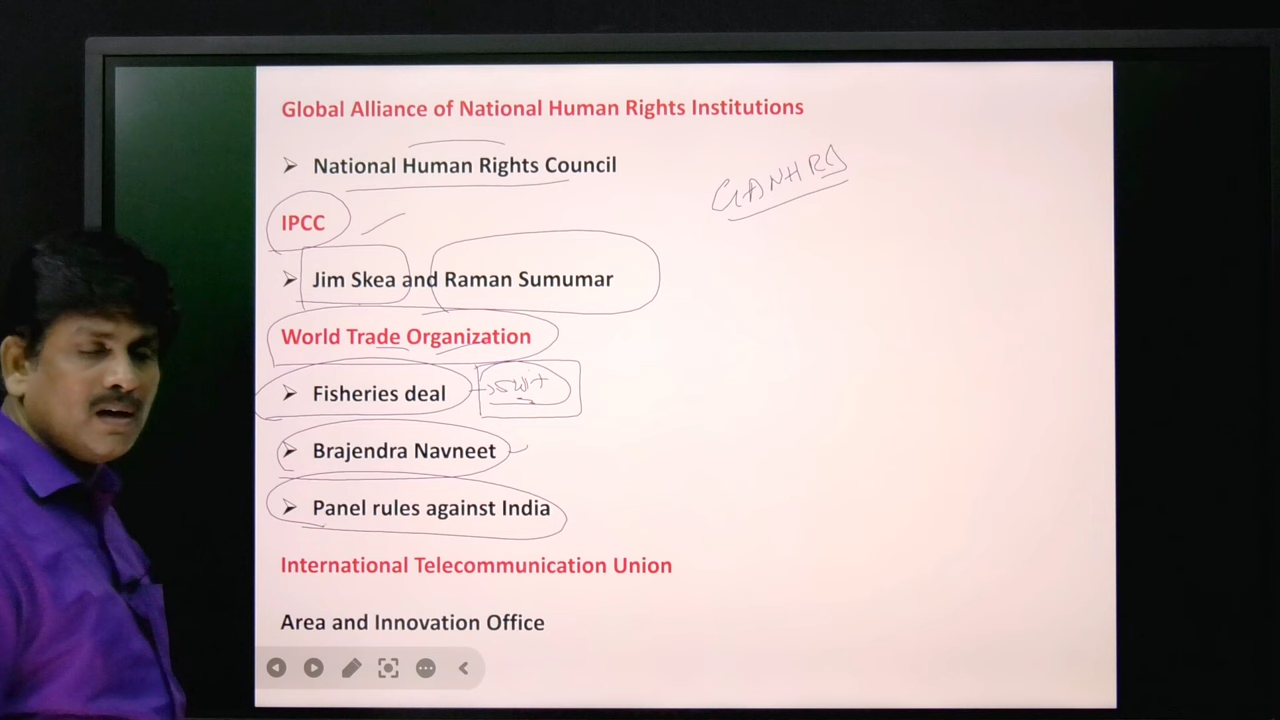 Global Alliance of National Human Rights Institutions
➤ National Human Rights Council
GANHRI
IPCC
➤ Jim Skea and Raman Sumumar
World Trade Organization
➤ Fisheries deal
➤ Brajendra Navneet
➤ Panel rules against India
International Telecommunication Union
Area and Innovation Office